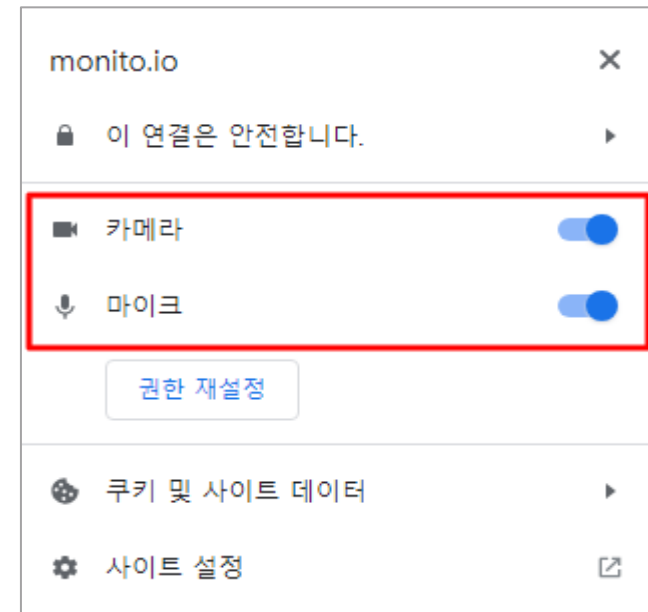 monito.io
이 연결은 안전합니다.
카메라
마이크
권한 재설정
쿠키 및 사이트 데이터
사이트 설정